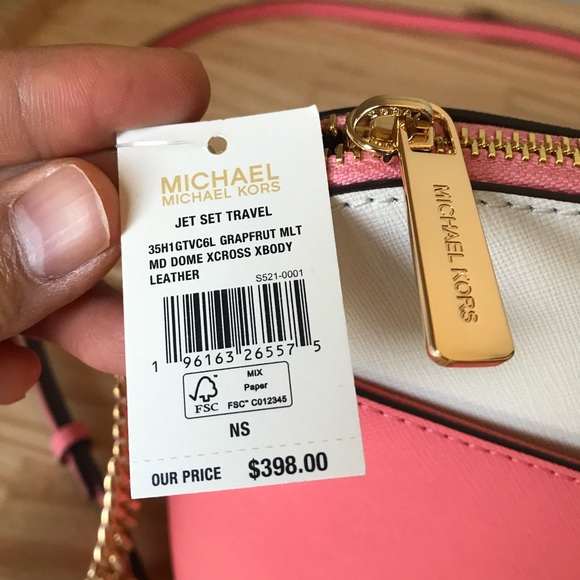 MICHAEL
MICHAEL KORS
JET SET TRAVEL
35H1GTVC6L GRAPFRUT MLT
MD DOME XCROSS XBODY
LEATHER
S521-0001
1 96163 26557 5
FSC
MIX
Paper
FSC™ C012345
NS
OUR PRICE $398.00
MICHAEL KORS